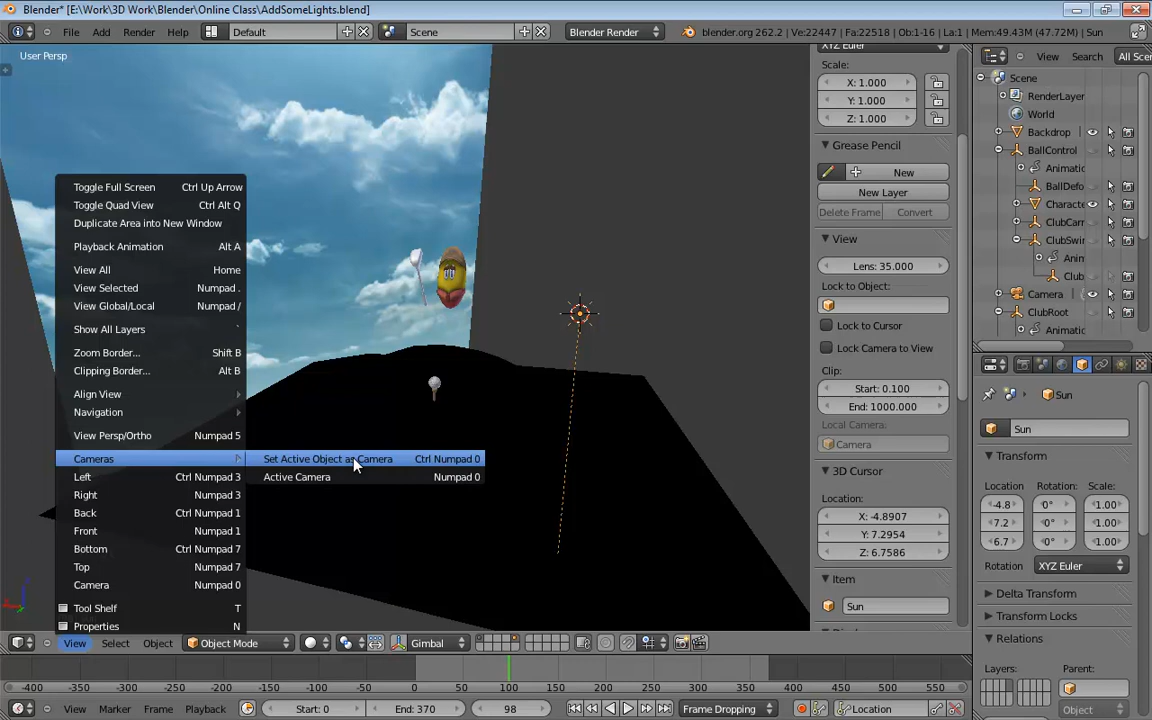 Blender* [E:\Work\3D Work\Blender\Online Class\AddSomeLights.blend]
File Add Render Help Default Scene Blender Render blender.org 262.2 | Ve:22447 | Fa:22518 | Ob:1-16 | La:1 | Mem:49.43M (47.72M) | Sun
User Persp
Toggle Full Screen Ctrl Up Arrow
Toggle Quad View Ctrl Alt Q
Duplicate Area into New Window
Playback Animation Alt A
View All Home
View Selected Numpad .
View Global/Local Numpad /
Show All Layers `
Zoom Border... Shift B
Clipping Border... Alt B
Align View
Navigation
View Persp/Ortho Numpad 5
Cameras
Left Ctrl Numpad 3
Right Numpad 3
Back Ctrl Numpad 1
Front Numpad 1
Bottom Ctrl Numpad 7
Top Numpad 7
Camera Numpad 0
Tool Shelf T
Properties N
Set Active Object as Camera Ctrl Numpad 0
Active Camera Numpad 0
View Select Object Object Mode Gimbal
XYZ Euler
Scale:
X: 1.000
Y: 1.000
Z: 1.000
Grease Pencil
New
New Layer
Delete Frame Convert
View
Lens: 35.000
Lock to Object:
Lock to Cursor
Lock Camera to View
Clip:
Start: 0.100
End: 1000.000
Local Camera:
Camera
3D Cursor
Location:
X: -4.8907
Y: 7.2954
Z: 6.7586
Item
Sun
View Search All Sce
Scene
RenderLayer
World
Backdrop
BallControl
Animatic
BallDefo
Characte
ClubCam
ClubSwin
Anin
Club
Camera
ClubRoot
Animati
Sun
Sun
Transform
Location: Rotation: Scale:
-4.8 0° 1.00
7.2 0° 1.00
6.7 0° 1.00
Rotation XYZ Euler
Delta Transform
Transform Locks
Relations
Layers: Parent:
Object
-400 -350 -300 -250 -200 -150 -100 -50 0 50 100 150 200 250 300 350 400 450 500 550
View Marker Frame Playback Start: 0 End: 370 98 Frame Dropping Location